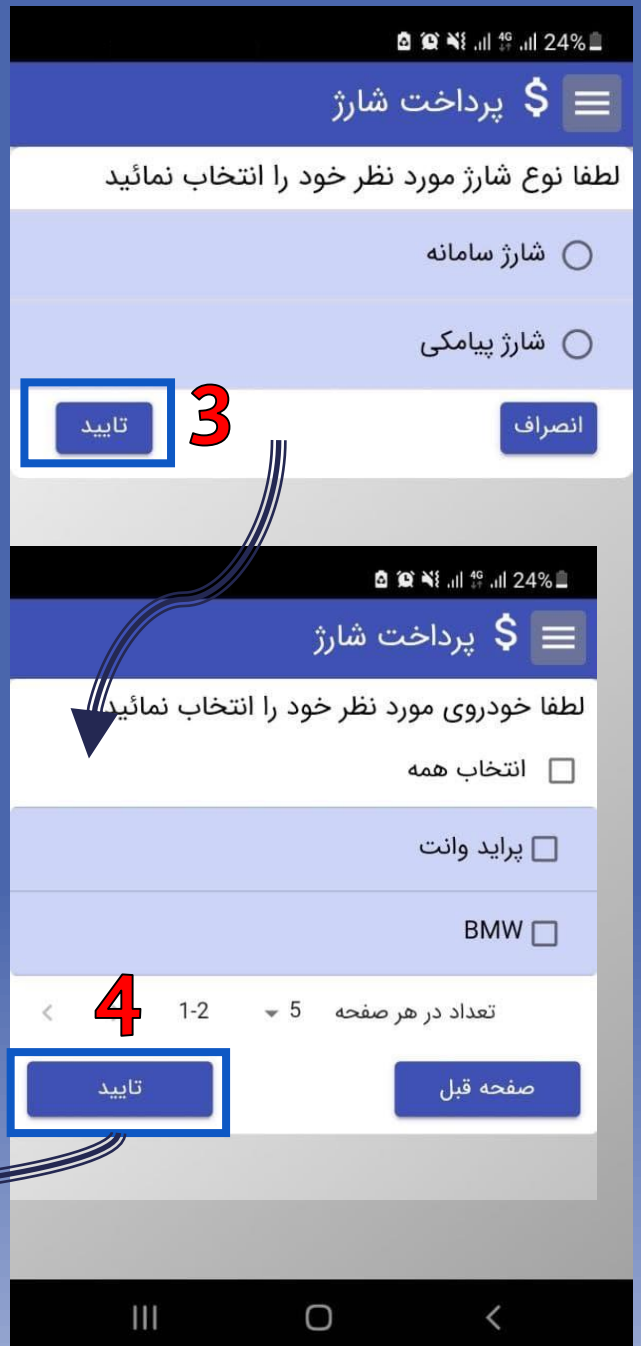 4G 24%
$ پرداخت شارژ
لطفا نوع شارژ مورد نظر خود را انتخاب نمائید
شارژ سامانه
شارژ پیامکی
انصراف
3
تایید
4G 24%
$ پرداخت شارژ
لطفا خودروی مورد نظر خود را انتخاب نمائید
انتخاب همه
پراید وانت
BMW
تعداد در هر صفحه 5 1-2
4
صفحه قبل
تایید